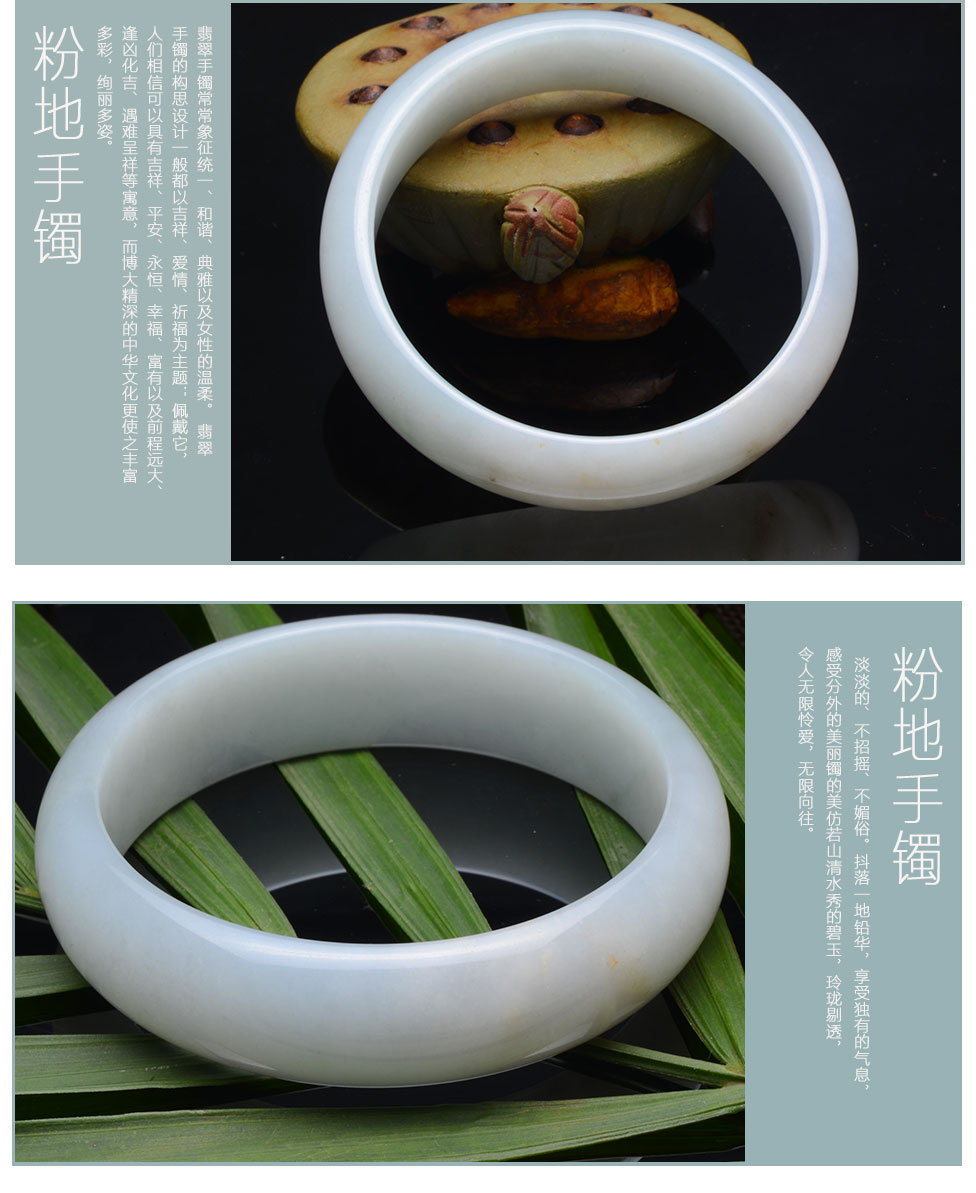 粉地手镯
翡翠手镯常常象征统一、和谐、典雅以及女性的温柔。翡翠
手镯的构思设计一般都以吉祥、爱情、祈福为主题；佩戴它，
人们相信可以具有吉祥、平安、永恒、幸福、富有以及前程远大、
逢凶化吉、遇难呈祥等寓意，而博大精深的中华文化更使之丰富
多彩，绚丽多姿。
粉地手镯
淡淡的、不招摇、不媚俗。抖落一地铅华，享受独有的气息，
感受分外的美丽镯的美仿若山清水秀的碧玉，玲珑剔透，
令人无限怜爱，无限向往。